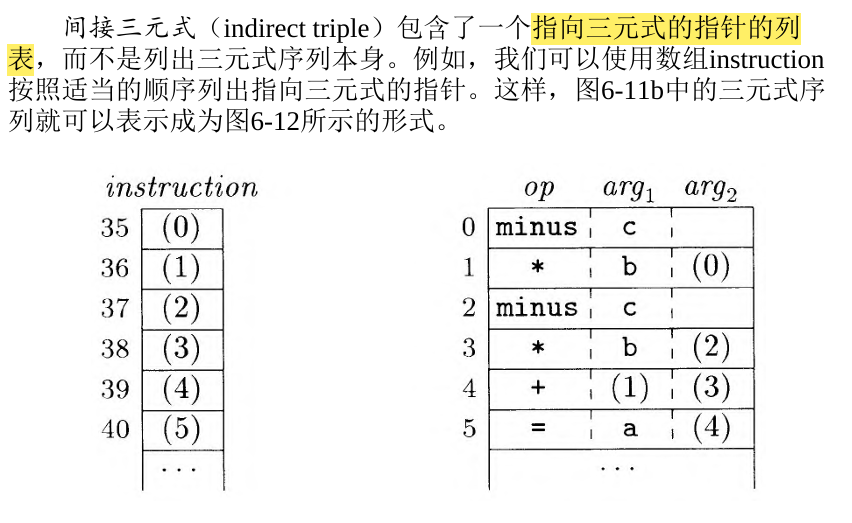 间接三元式（indirect triple）包含了一个指向三元式的指针的列
表，而不是列出三元式序列本身。例如，我们可以使用数组instruction
按照适当的顺序列出指向三元式的指针。这样，图6-11b中的三元式序
列就可以表示成为图6-12所示的形式。
instruction
35 (0)
36 (1)
37 (2)
38 (3)
39 (4)
40 (5)
...
op arg1 arg2
0 minus c
1 * b (0)
2 minus c
3 * b (2)
4 + (1) (3)
5 = a (4)
...